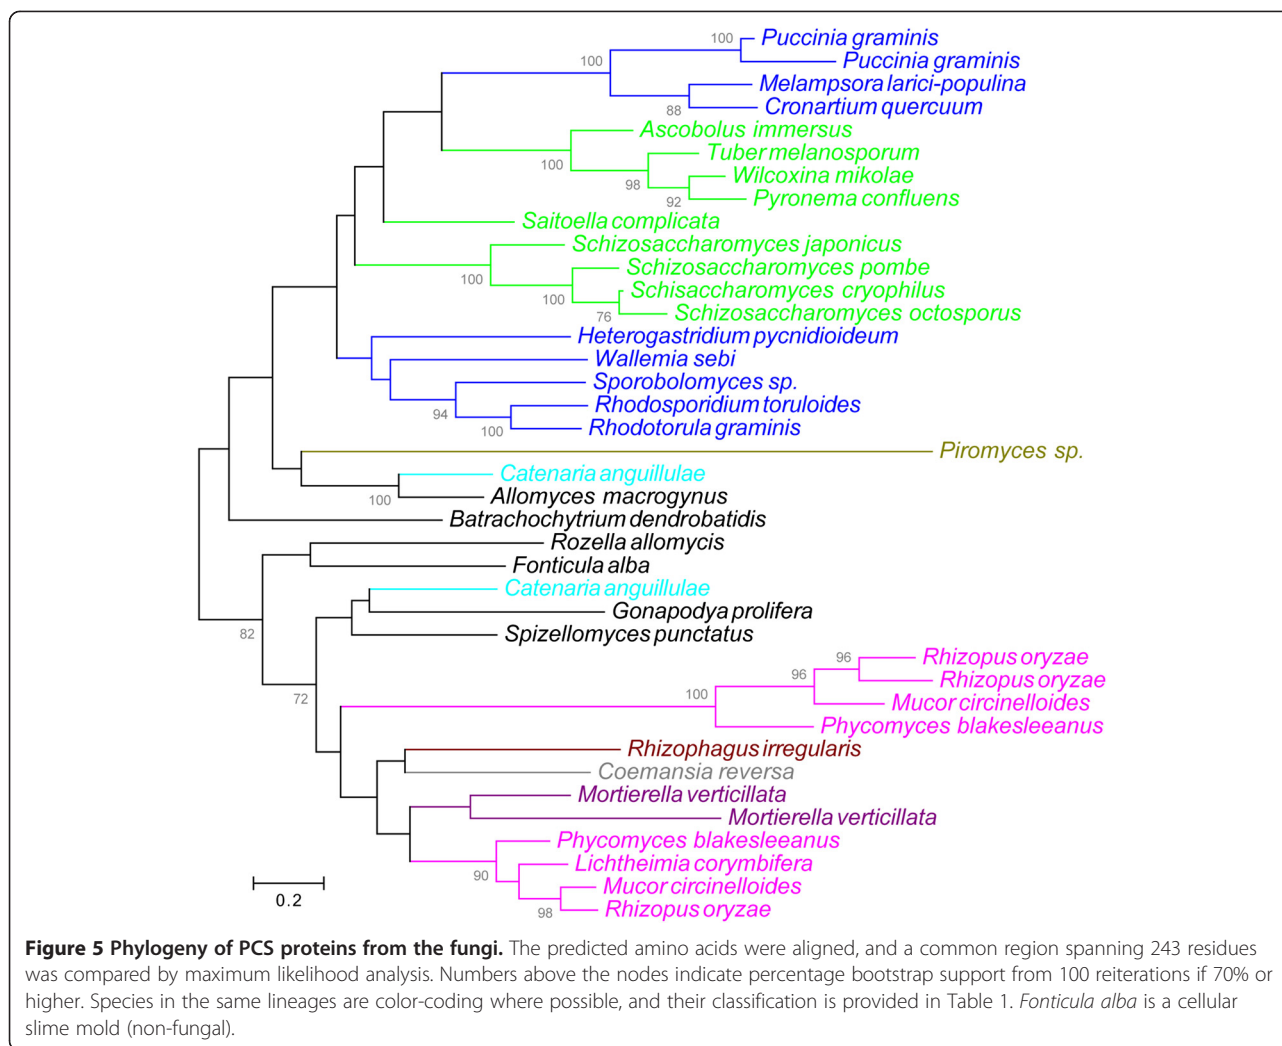 100
Puccinia graminis
100
Puccinia graminis
Melampsora larici-populina
88
Cronartium quercuum
Ascobolus immersus
100
Tuber melanosporum
98
Wilcoxina mikolae
92
Pyronema confluens
Saitoella complicata
Schizosaccharomyces japonicus
100
Schizosaccharomyces pombe
100
Schisaccharomyces cryophilus
76
Schizosaccharomyces octosporus
Heterogastridium pycnidioideum
Wallemia sebi
Sporobolomyces sp.
94
Rhodosporidium toruloides
100
Rhodotorula graminis
Piromyces sp.
Catenaria anguillulae
100
Allomyces macrogynus
Batrachochytrium dendrobatidis
Rozella allomycis
Fonticula alba
Catenaria anguillulae
Gonapodya prolifera
82
Spizellomyces punctatus
96
Rhizopus oryzae
96
Rhizopus oryzae
72
100
Mucor circinelloides
Phycomyces blakesleeanus
Rhizophagus irregularis
Coemansia reversa
Mortierella verticillata
Mortierella verticillata
Phycomyces blakesleeanus
90
Lichtheimia corymbifera
Mucor circinelloides
98
Rhizopus oryzae
0.2
Figure 5 Phylogeny of PCS proteins from the fungi. The predicted amino acids were aligned, and a common region spanning 243 residues
was compared by maximum likelihood analysis. Numbers above the nodes indicate percentage bootstrap support from 100 reiterations if 70% or
higher. Species in the same lineages are color-coding where possible, and their classification is provided in Table 1. Fonticula alba is a cellular
slime mold (non-fungal).